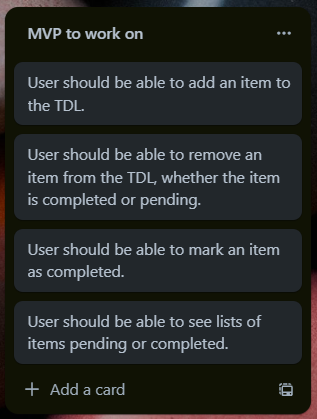 MVP to work on
User should be able to add an item to
the TDL.
User should be able to remove an
item from the TDL, whether the item
is completed or pending.
User should be able to mark an item
as completed.
User should be able to see lists of
items pending or completed.
Add a card